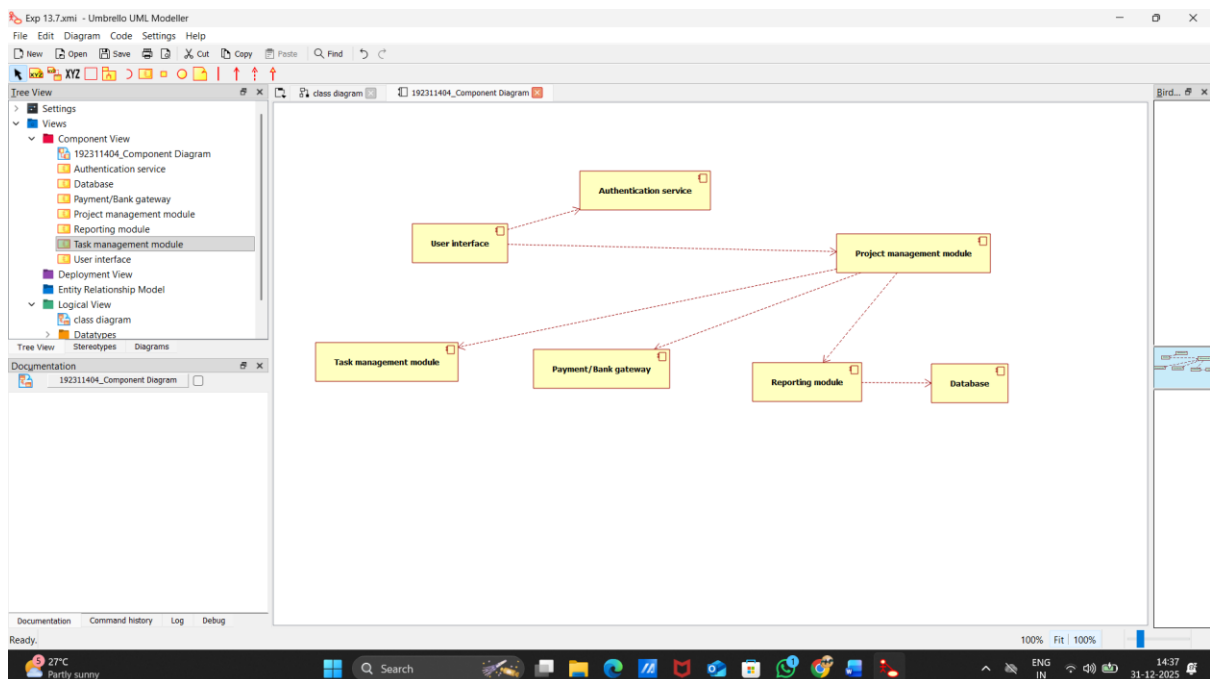 Exp 13.7.xmi - Umbrello UML Modeller
File Edit Diagram Code Settings Help
New Open Save Cut Copy Paste Find
XYZ XYZ
Tree View
class diagram 192311404_Component Diagram
Bird...
Settings
Views
Component View
192311404_Component Diagram
Authentication service
Database
Payment/Bank gateway
Project management module
Reporting module
Task management module
User interface
Deployment View
Entity Relationship Model
Logical View
class diagram
Datatypes
Tree View Stereotypes Diagrams
Documentation
192311404_Component Diagram
Authentication service
User interface
Project management module
Task management module
Payment/Bank gateway
Reporting module
Database
Documentation Command history Log Debug
Ready.
100% Fit 100%
5
27°C
Partly sunny
Search
1
ENG
IN
14:37
31-12-2025